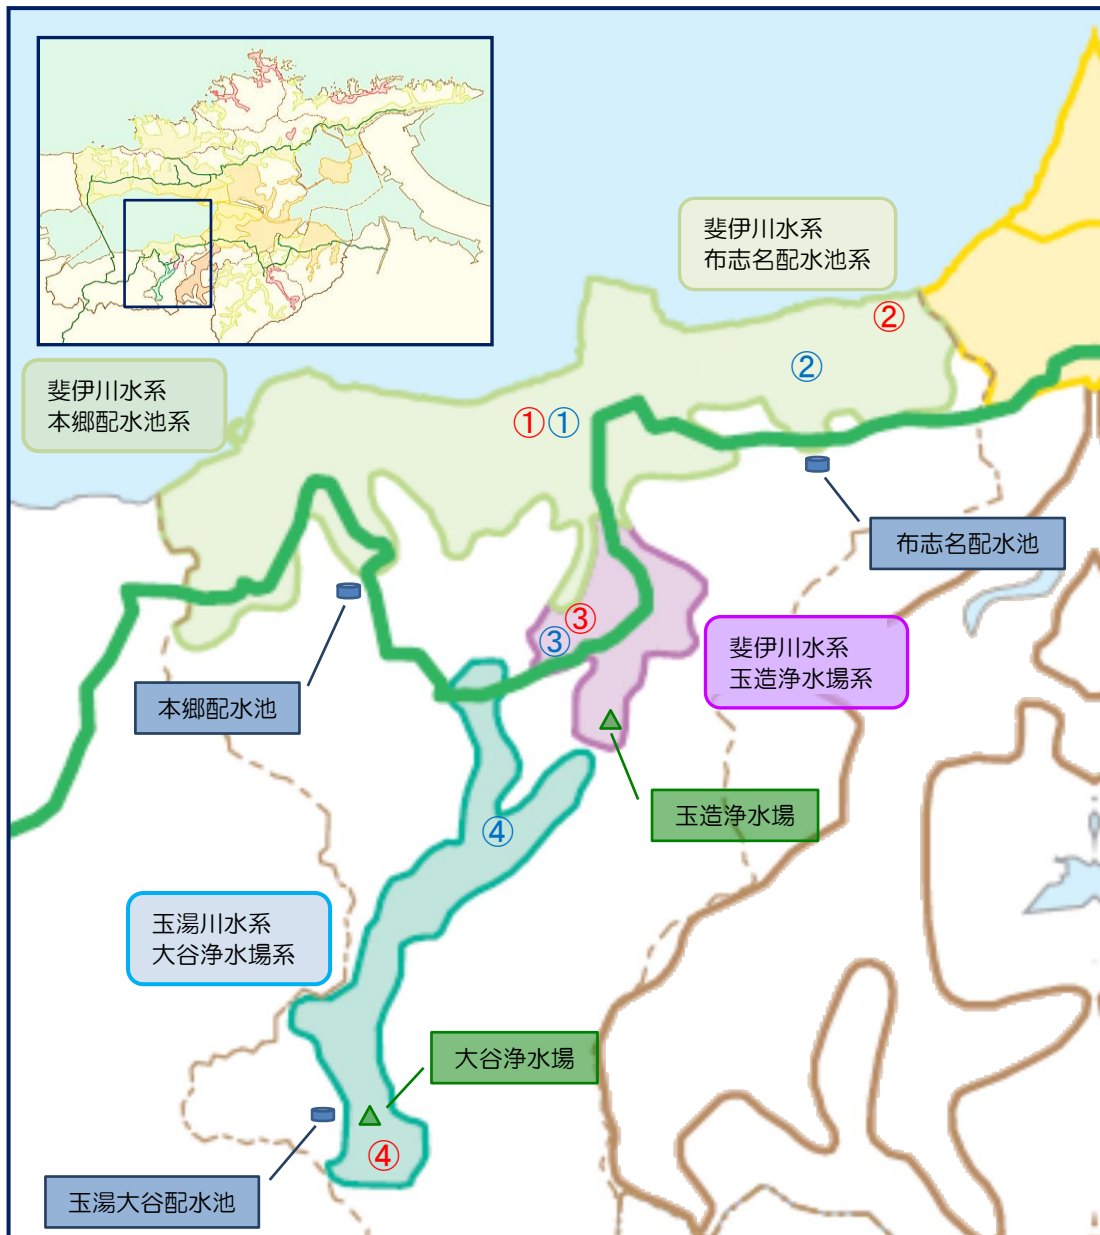 斐伊川水系
布志名配水池系
②
②
斐伊川水系
本郷配水池系
①①
布志名配水池
③
③
斐伊川水系
玉造浄水場系
本郷配水池
玉造浄水場
④
玉湯川水系
大谷浄水場系
大谷浄水場
④
玉湯大谷配水池